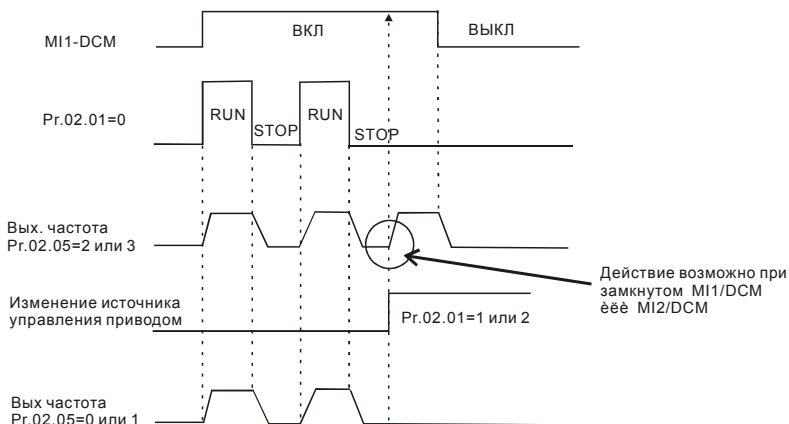 MI1-DCM
ВКЛ
ВЫКЛ
Pr.02.01=0
RUN
STOP
RUN
STOP
Вых. частота
Pr.02.05=2 или 3
Действие возможно при
замкнутом MI1/DCM
èëè MI2/DCM
Изменение источника
управления приводом
Pr.02.01=1 или 2
Вых частота
Pr.02.05=0 или 1